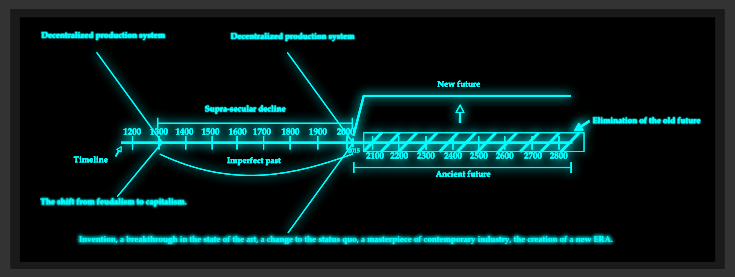 Decentralized production system
Decentralized production system
New future
Supra-secular decline
Elimination of the old future
1200 1300 1400 1500 1600 1700 1800 1900 2000
2015
2100 2200 2300 2400 2500 2600 2700 2800
Timeline
Imperfect past
Ancient future
The shift from feudalism to capitalism.
Invention, a breakthrough in the state of the art, a change to the status quo, a masterpiece of contemporary industry, the creation of a new ERA.